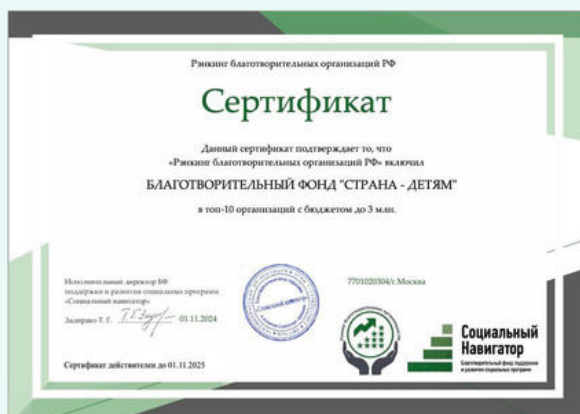 Рэнкинг благотворительных организаций РФ
Сертификат
Данный сертификат подтверждает то, что
«Рэнкинг благотворительных организаций РФ» включил
БЛАГОТВОРИТЕЛЬНЫЙ ФОНД "СТРАНА - ДЕТЯМ"
в топ-10 организаций с бюджетом до 3 млн.
Исполнительный директор БФ
поддержки и развития социальных программ
«Социальный навигатор»
Задирако Т. Г. 01.11.2024
7701020304/г.Москва
Социальный
Навигатор
Благотворительный фонд поддержки
и развития социальных программ
Сертификат действителен до 01.11.2025